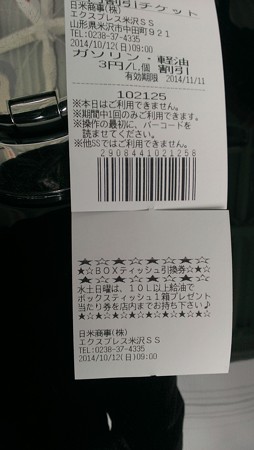 割引チケット
日米商事(株)
エクスプレス米沢SS
山形県米沢市中田町921
TEL:0238-37-4335
2014/10/12(日)09:00
ガソリン・軽油
3円/L,個 割引
有効期限 2014/11/11
102125
※本日はご利用できません。
※期間中1回のみご利用できます。
※操作の最初に、バーコードを
読ませてください。
※他SSではご利用できません。
2908441021258
★☆★☆★☆★☆★☆★☆★
★☆BOXティッシュ引換券☆★
★☆★☆★☆★☆★☆★☆★
水土日曜は、10L以上給油で
ボックスティッシュ1箱プレゼント
当たり券を店内までお持ち下さい♪
★☆★☆★☆★☆★☆★☆★☆★☆★
日米商事(株)
エクスプレス米沢SS
TEL:0238-37-4335
2014/10/12(日)09:00